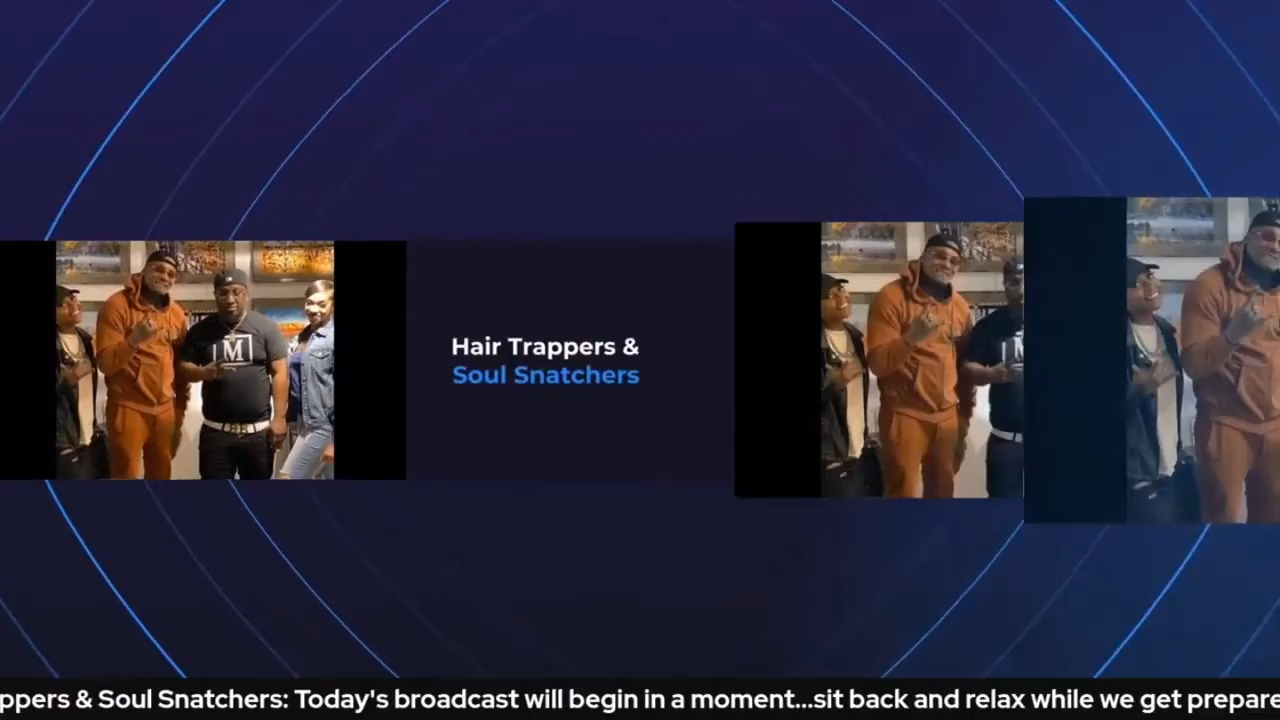 Hair Trappers &
Soul Snatchers
M
M
ppers & Soul Snatchers: Today's broadcast will begin in a moment...sit back and relax while we get prepare